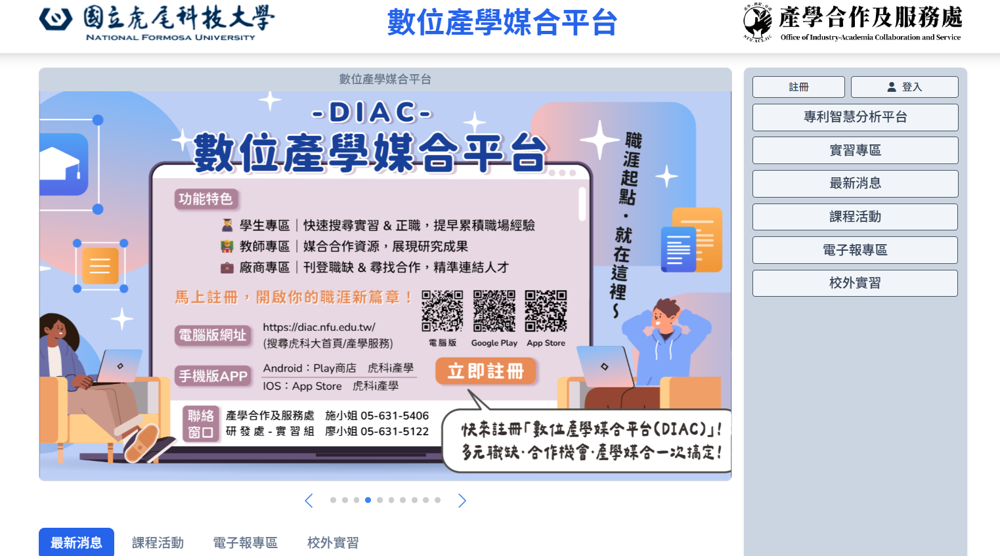 國立虎尾科技大學
NATIONAL FORMOSA UNIVERSITY
數位產學媒合平台
產學合作及服務處
Office of Industry-Academia Collaboration and Service
數位產學媒合平台
-DIAC-
數位產學媒合平台
職涯起點・就在這裡~
功能特色
學生專區｜快速搜尋實習 & 正職，提早累積職場經驗
教師專區｜媒合合作資源，展現研究成果
廠商專區｜刊登職缺 & 尋找合作，精準連結人才
馬上註冊，開啟你的職涯新篇章！
電腦版 Google Play App Store
電腦版網址
https://diac.nfu.edu.tw/
(搜尋虎科大首頁/產學服務)
手機版APP
Android：Play商店 虎科i產學
IOS：App Store 虎科i產學
立即註冊
聯絡窗口
產學合作及服務處 施小姐 05-631-5406
研發處-實習組 廖小姐 05-631-5122
快來註冊「數位產學媒合平台(DIAC)」!
多元職缺·合作機會·產學媒合一次搞定!
註冊
登入
專利智慧分析平台
實習專區
最新消息
課程活動
電子報專區
校外實習
最新消息 課程活動 電子報專區 校外實習